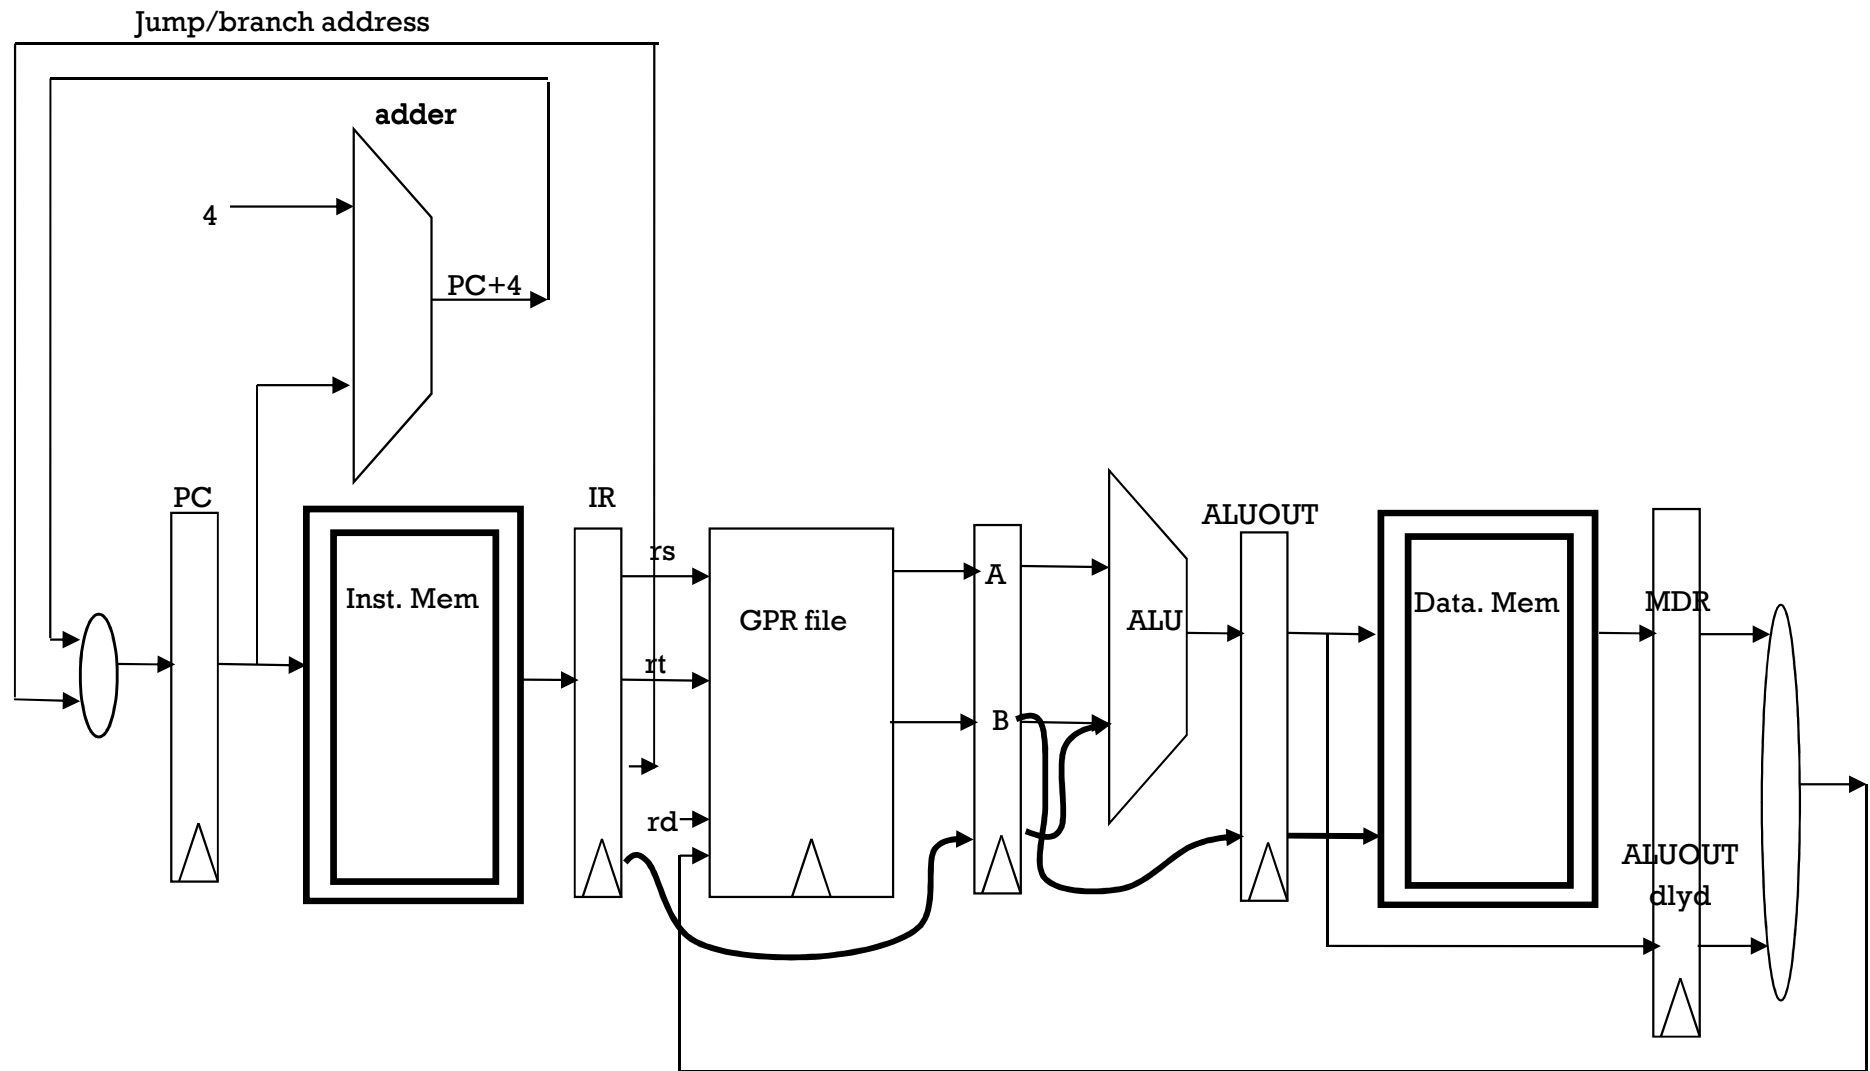 Jump/branch address
adder
4
PC+4
PC
IR
ALUOUT
rs
A
Inst. Mem
GPR file
ALU
Data. Mem
MDR
rt
B
rd
ALUOUT
dlyd